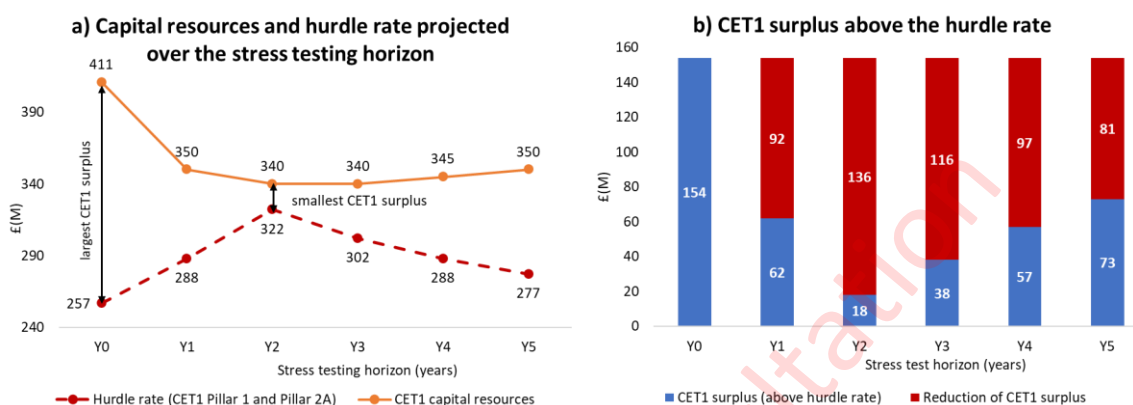 a) Capital resources and hurdle rate projected
over the stress testing horizon
411
390
350
340
340
345
350
340
£(M)
largest CET1 surplus
smallest CET1 surplus
322
302
290
288
288
277
257
240
Y0 Y1 Y2 Y3 Y4 Y5
Stress testing horizon (years)
Hurdle rate (CET1 Pillar 1 and Pillar 2A) CET1 capital resources
b) CET1 surplus above the hurdle rate
160
140
120
100
80
60
40
20
0
£(M)
92
136
116
97
81
154
62
18
38
57
73
Y0 Y1 Y2 Y3 Y4 Y5
Stress test horizon (years)
CET1 surplus (above hurdle rate) Reduction of CET1 surplus